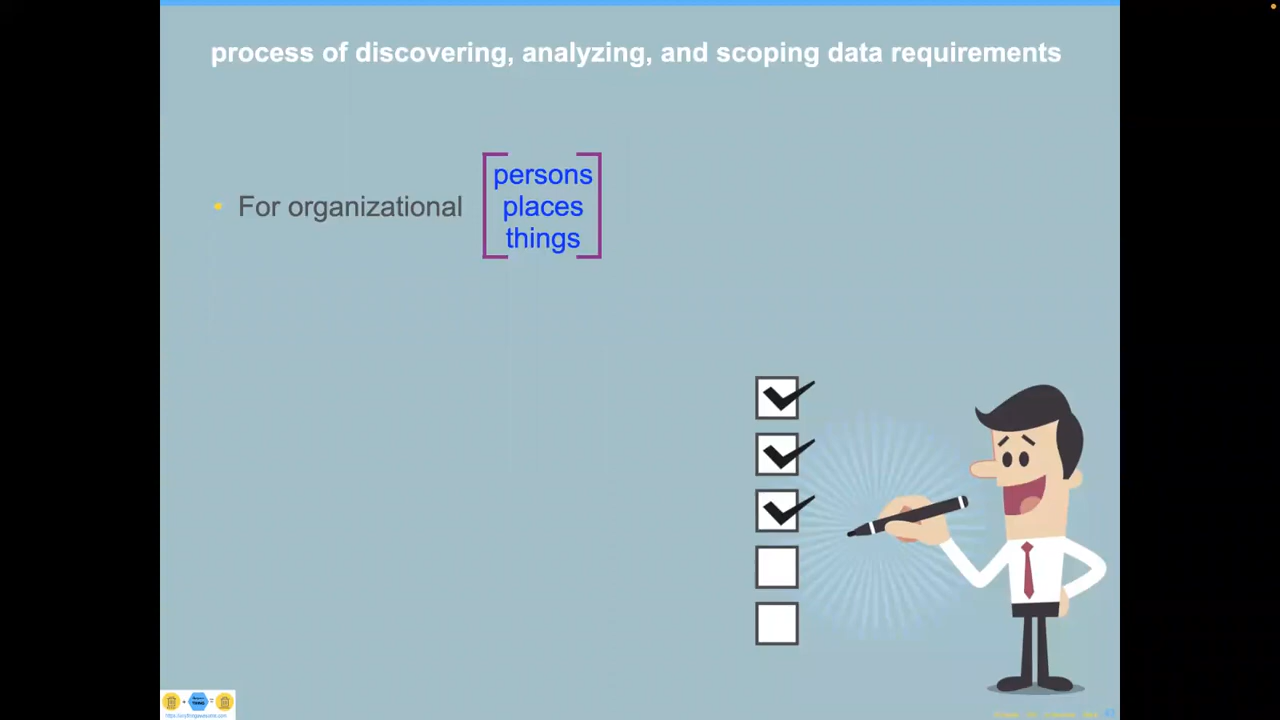 process of discovering, analyzing, and scoping data requirements
• For organizational
persons
places
things